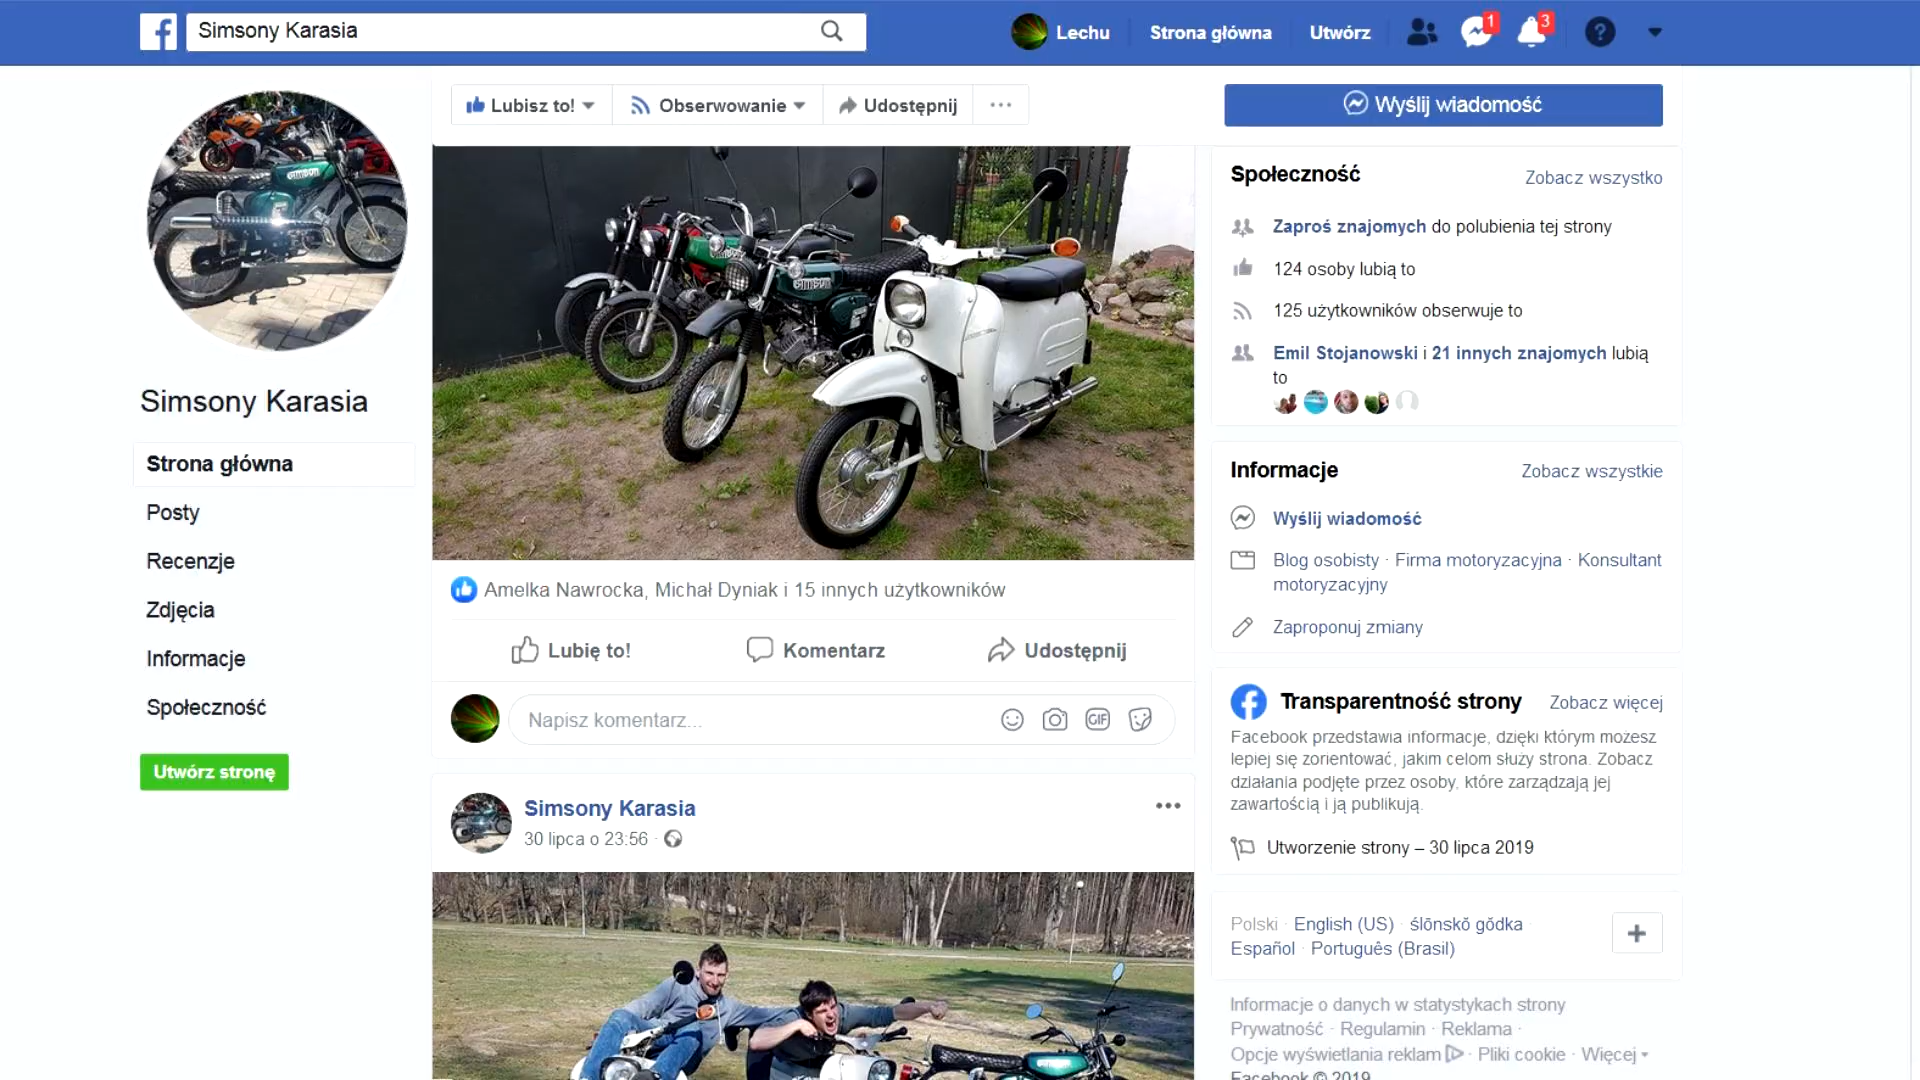 Simsony Karasia
Lechu
Strona główna
Utwórz
1
3
?
Lubisz to!
Obserwowanie
Udostępnij
Wyślij wiadomość
Simsony Karasia
Strona główna
Posty
Recenzje
Zdjęcia
Informacje
Społeczność
Utwórz stronę
SIMSON
SIMSON
Amelka Nawrocka, Michał Dyniak i 15 innych użytkowników
Lubię to!
Komentarz
Udostępnij
Napisz komentarz...
GIF
Simsony Karasia
30 lipca o 23:56 ·
Społeczność
Zobacz wszystko
Zaproś znajomych do polubienia tej strony
124 osoby lubią to
125 użytkowników obserwuje to
Emil Stojanowski i 21 innych znajomych lubią
to
Informacje
Zobacz wszystkie
Wyślij wiadomość
Blog osobisty · Firma motoryzacyjna · Konsultant
motoryzacyjny
Zaproponuj zmiany
Transparentność strony
Zobacz więcej
Facebook przedstawia informacje, dzięki którym możesz
lepiej się zorientować, jakim celom służy strona. Zobacz
działania podjęte przez osoby, które zarządzają jej
zawartością i ją publikują.
Utworzenie strony – 30 lipca 2019
Polski · English (US) · ślōnskŏ gŏdka ·
Español · Português (Brasil)
Informacje o danych w statystykach strony
Prywatność · Regulamin · Reklama ·
Opcje wyświetlania reklam · Pliki cookie · Więcej
Facebook © 2019